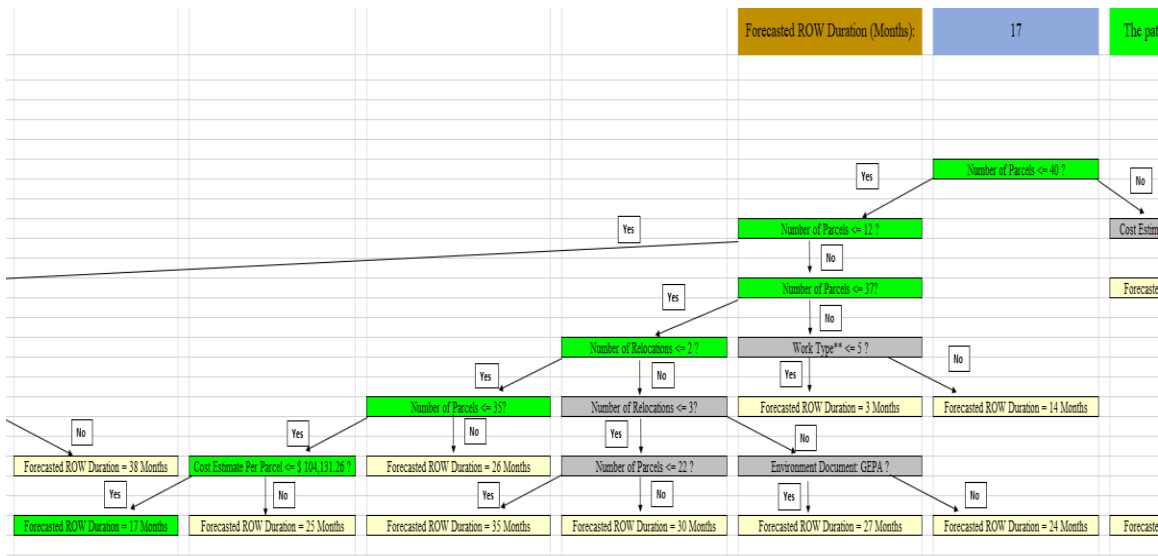 Forecasted ROW Duration (Months): 17 The pat
Number of Parcels <= 40 ?
Yes No
Yes Number of Parcels <= 12 ? Cost Estim
No
Number of Parcels <= 37? Forecasted
Yes No
Number of Relocations <= 2 ? Work Type** <= 5 ?
Yes No Yes No
Number of Parcels <= 35? Number of Relocations <= 3? Forecasted ROW Duration = 3 Months Forecasted ROW Duration = 14 Months
No Yes No Yes No
Forecasted ROW Duration = 38 Months Cost Estimate Per Parcel <= $ 104,131.26 ? Forecasted ROW Duration = 26 Months Number of Parcels <= 22 ? Environment Document: GEPA ?
Yes No Yes No Yes No
Forecasted ROW Duration = 17 Months Forecasted ROW Duration = 25 Months Forecasted ROW Duration = 35 Months Forecasted ROW Duration = 30 Months Forecasted ROW Duration = 27 Months Forecasted ROW Duration = 24 Months Forecasted